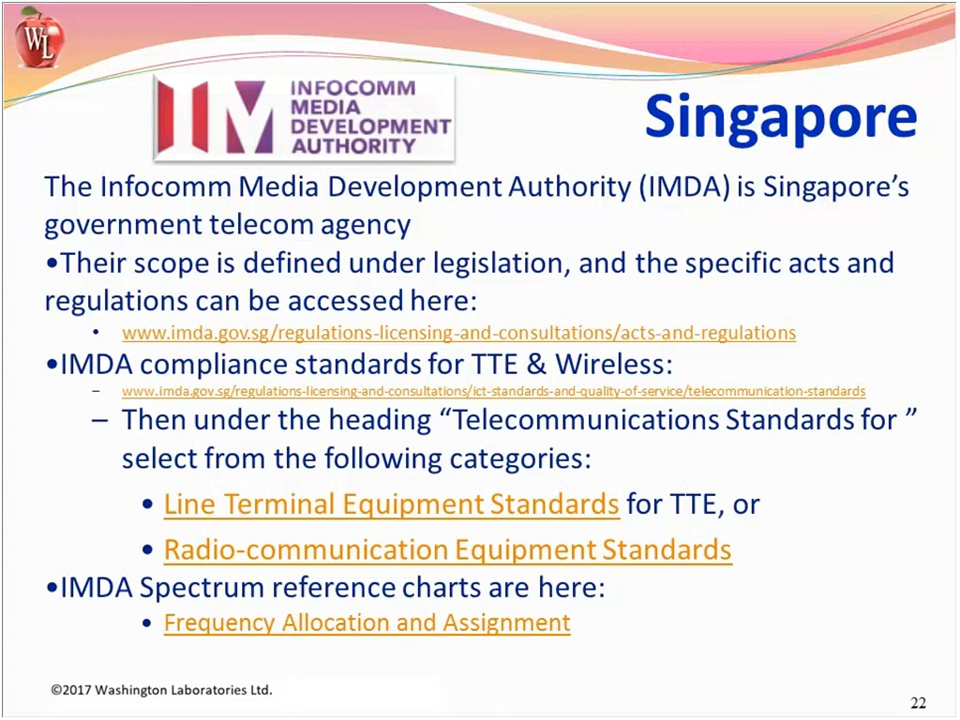 WL
INFOCOMM
MEDIA
DEVELOPMENT
AUTHORITY
Singapore
The Infocomm Media Development Authority (IMDA) is Singapore’s
government telecom agency
•Their scope is defined under legislation, and the specific acts and
regulations can be accessed here:
• www.imda.gov.sg/regulations-licensing-and-consultations/acts-and-regulations
•IMDA compliance standards for TTE & Wireless:
– www.imda.gov.sg/regulations-licensing-and-consultations/ict-standards-and-quality-of-service/telecommunication-standards
– Then under the heading “Telecommunications Standards for ”
select from the following categories:
• Line Terminal Equipment Standards for TTE, or
• Radio-communication Equipment Standards
•IMDA Spectrum reference charts are here:
• Frequency Allocation and Assignment
©2017 Washington Laboratories Ltd.
22